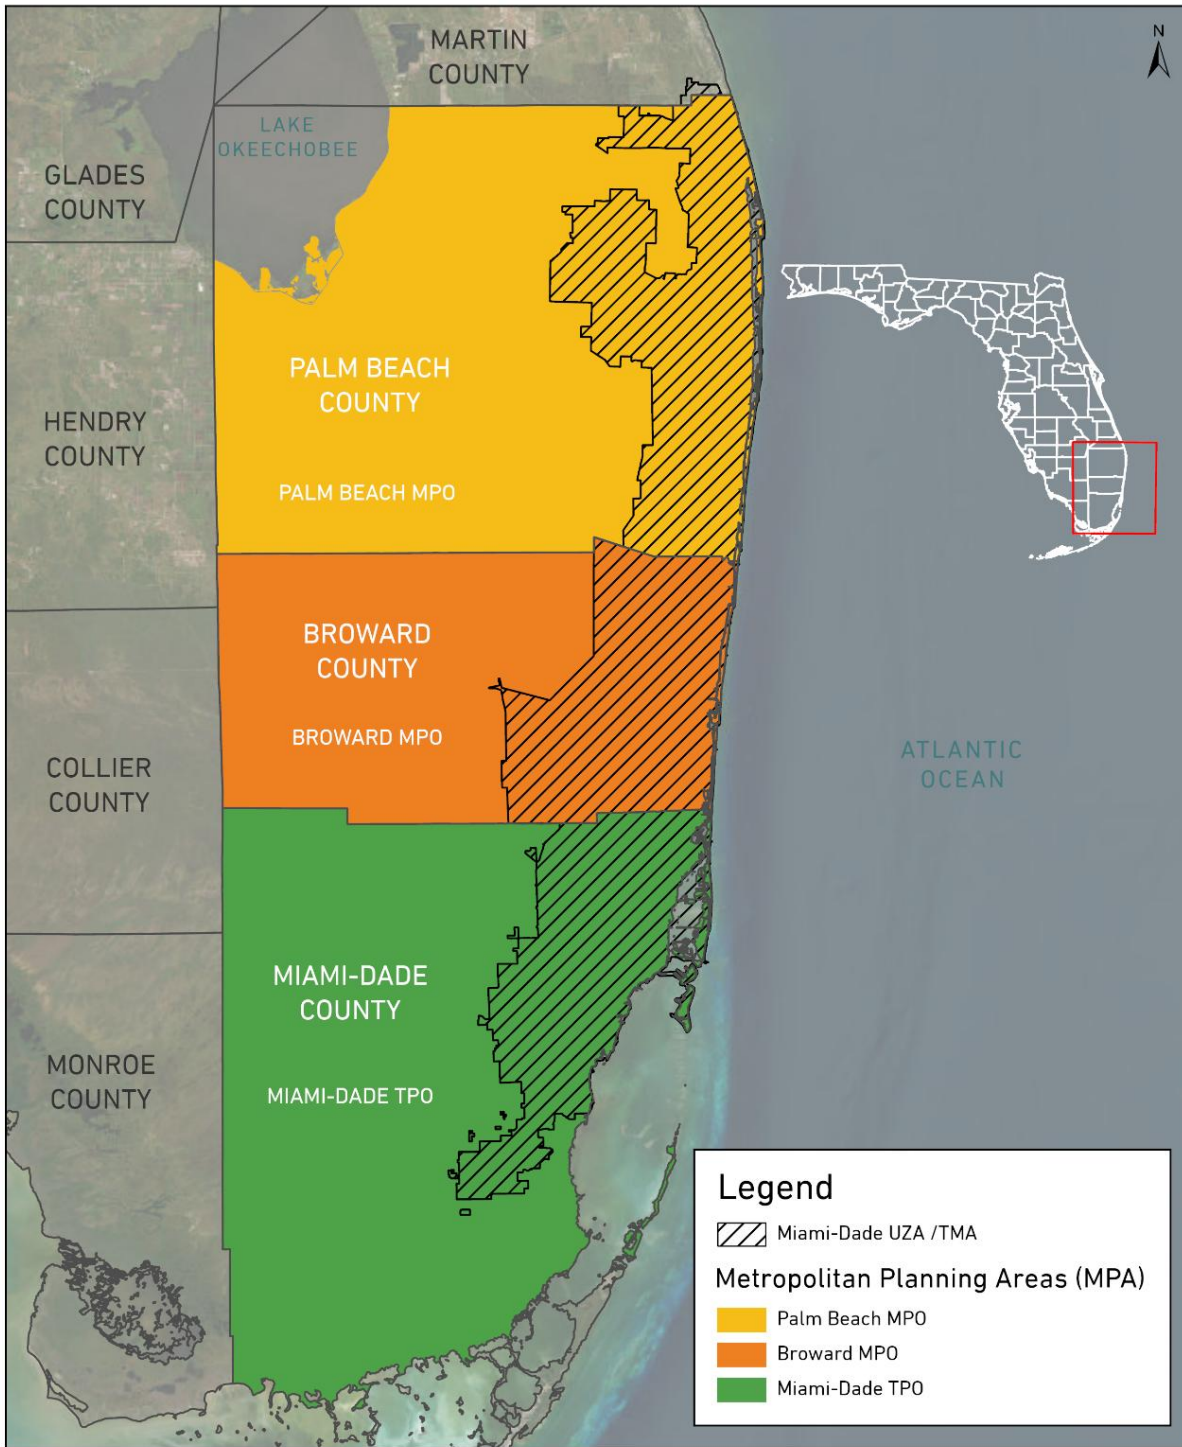 MARTIN
COUNTY
N
LAKE
OKEECHOBEE
GLADES
COUNTY
PALM BEACH
COUNTY
HENDRY
COUNTY
PALM BEACH MPO
BROWARD
COUNTY
BROWARD MPO
COLLIER
COUNTY
ATLANTIC
OCEAN
MIAMI-DADE
COUNTY
MONROE
COUNTY
MIAMI-DADE TPO
Legend
Miami-Dade UZA /TMA
Metropolitan Planning Areas (MPA)
Palm Beach MPO
Broward MPO
Miami-Dade TPO